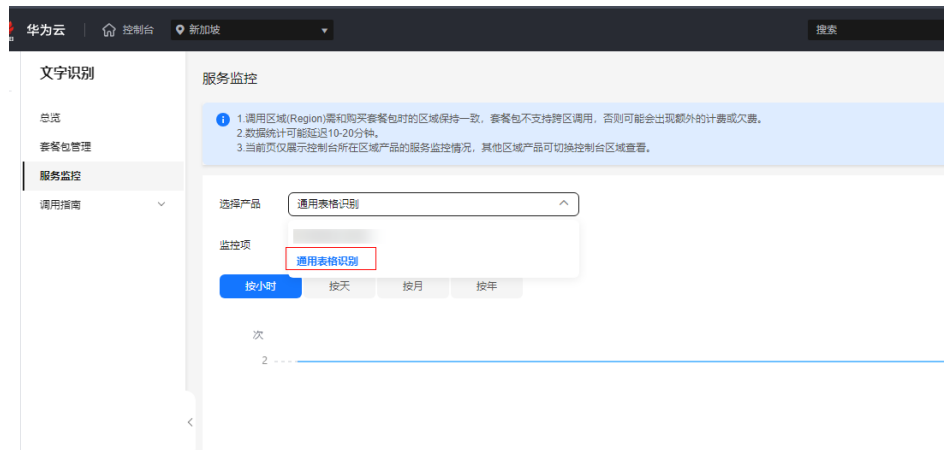 华为云 控制台 新加坡 搜索
文字识别
总览
套餐包管理
服务监控
调用指南
服务监控
1.调用区域(Region)需和购买套餐包时的区域保持一致，套餐包不支持跨区调用，否则可能会出现额外的计费或欠费。
2.数据统计可能延迟10-20分钟。
3.当前页仅展示控制台所在区域产品的服务监控情况，其他区域产品可切换控制台区域查看。
选择产品 通用表格识别
监控项
通用表格识别
按小时 按天 按月 按年
次
2